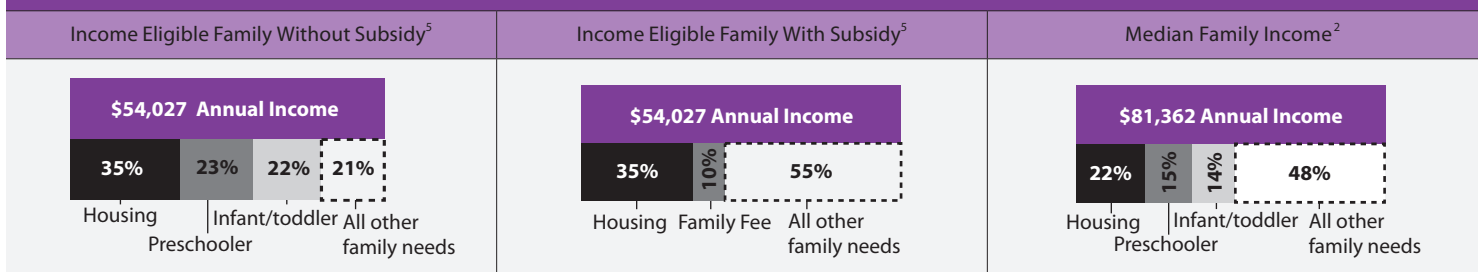 Income Eligible Family Without Subsidy⁵
$54,027 Annual Income
35%
23%
22%
21%
Housing
Preschooler
Infant/toddler
All other
family needs
Income Eligible Family With Subsidy⁵
$54,027 Annual Income
35%
10%
55%
Housing
Family Fee
All other
family needs
Median Family Income²
$81,362 Annual Income
22%
15%
14%
48%
Housing
Preschooler
Infant/toddler
All other
family needs